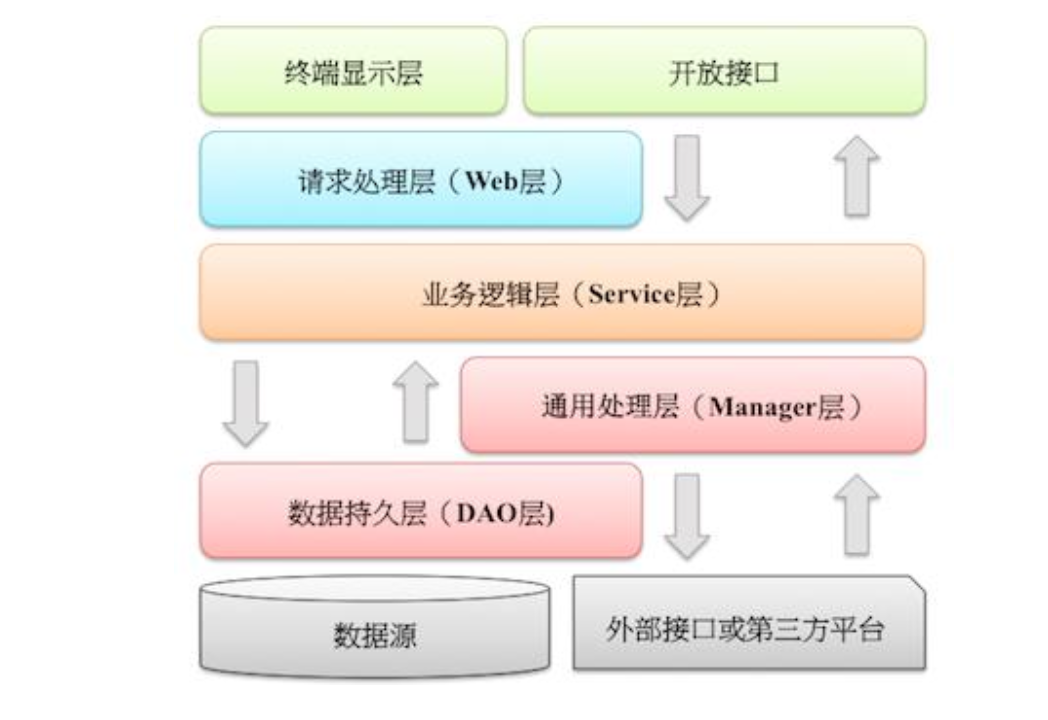 终端显示层
开放接口
请求处理层（Web层）
业务逻辑层（Service层）
通用处理层（Manager层）
数据持久层（DAO层)
数据源
外部接口或第三方平台